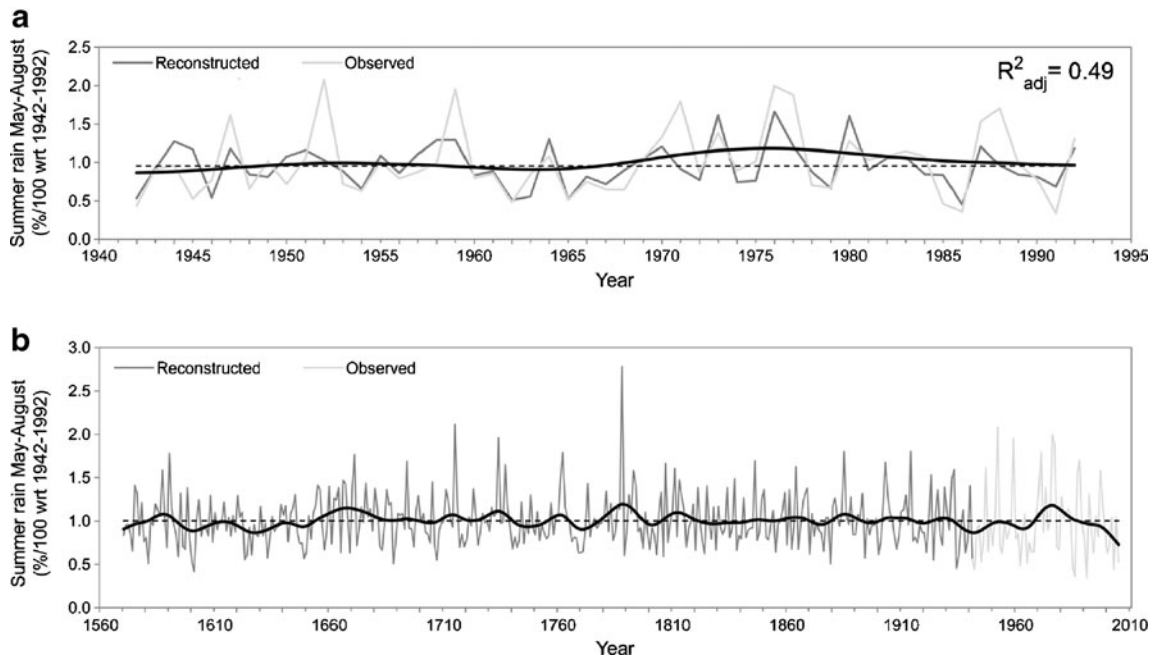 a
Summer rain May-August
(%/100 wrt 1942-1992)
2.5
2.0
1.5
1.0
0.5
0.0
Reconstructed
Observed
R²adj= 0.49
1940 1945 1950 1955 1960 1965 1970 1975 1980 1985 1990 1995
Year
b
Summer rain May-August
(%/100 wrt 1942-1992)
3.0
2.5
2.0
1.5
1.0
0.5
0.0
Reconstructed
Observed
1560 1610 1660 1710 1760 1810 1860 1910 1960 2010
Year